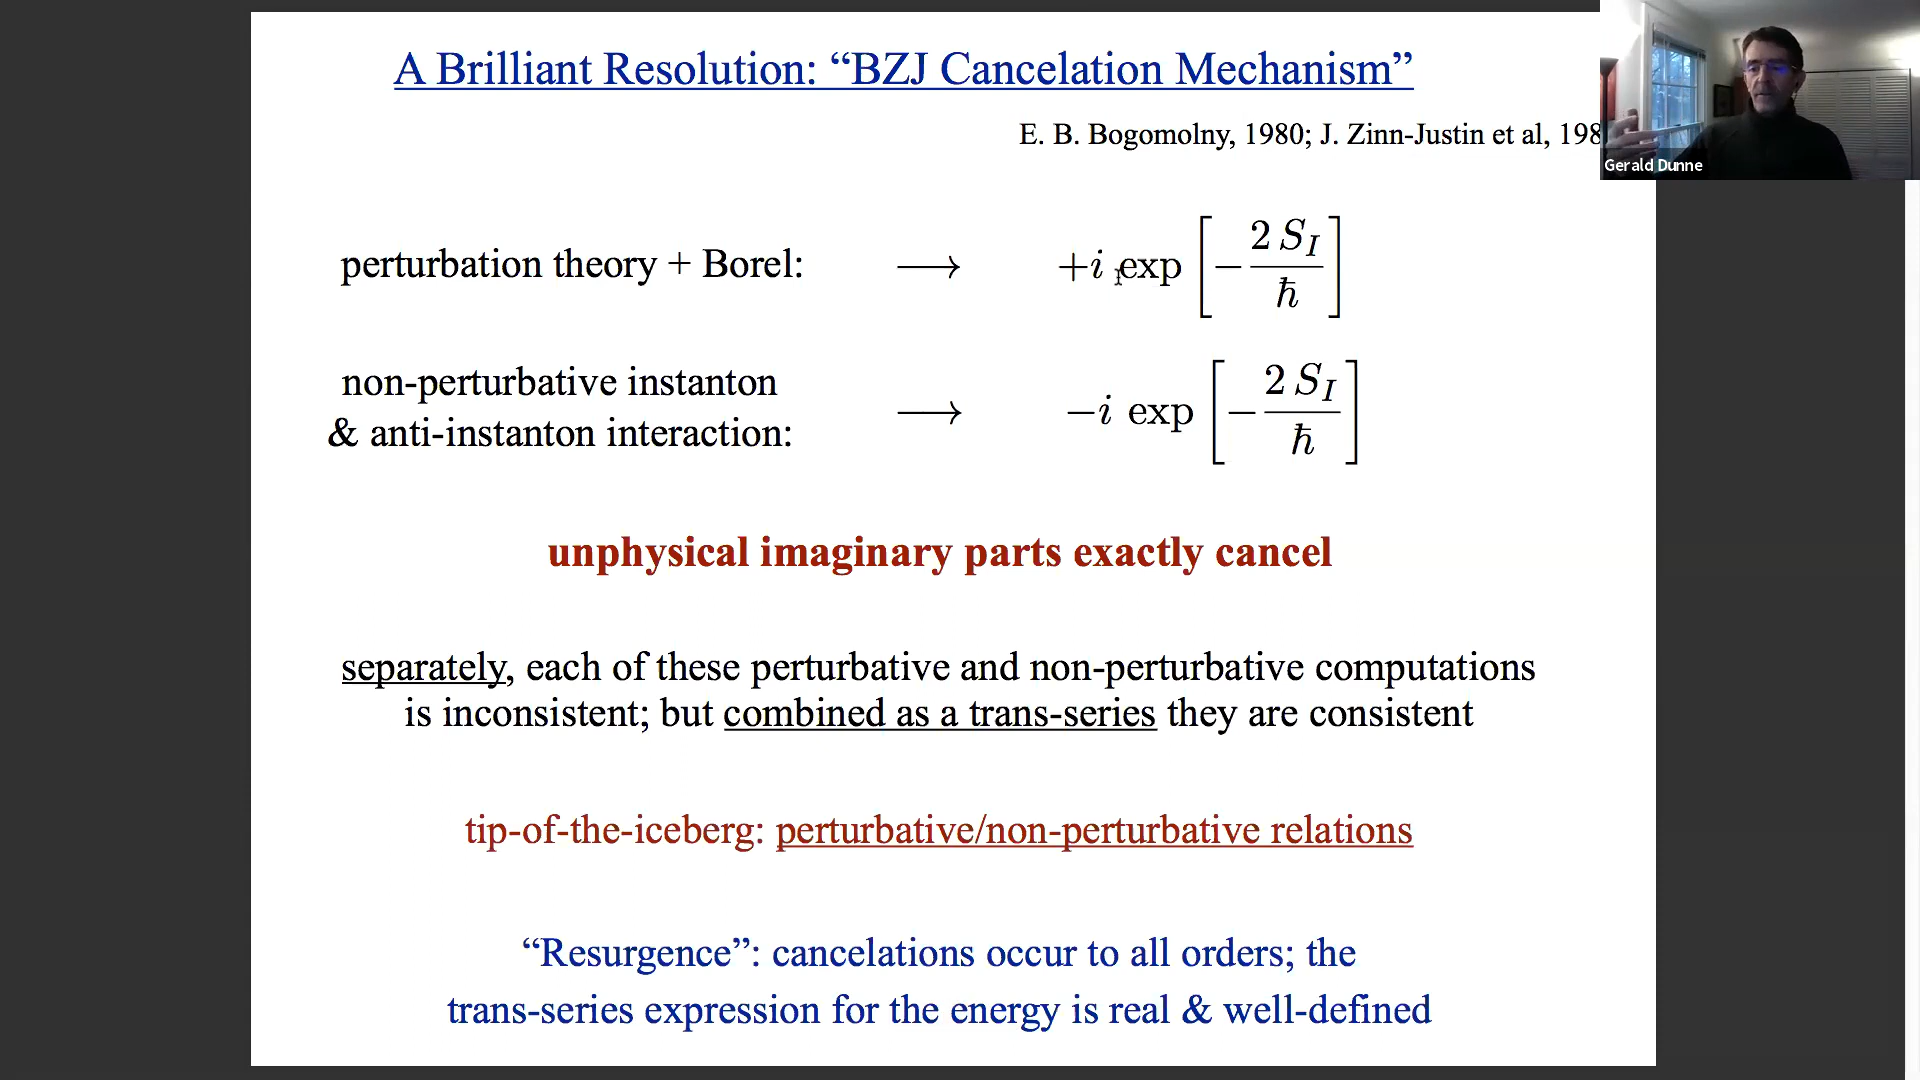 A Brilliant Resolution: “BZJ Cancelation Mechanism”
E. B. Bogomolny, 1980; J. Zinn-Justin et al, 198
Gerald Dunne
perturbation theory + Borel: ⟶ +i exp [ − 2 S_I / ħ ]
non-perturbative instanton
& anti-instanton interaction: ⟶ −i exp [ − 2 S_I / ħ ]
unphysical imaginary parts exactly cancel
separately, each of these perturbative and non-perturbative computations
is inconsistent; but combined as a trans-series they are consistent
tip-of-the-iceberg: perturbative/non-perturbative relations
“Resurgence”: cancelations occur to all orders; the
trans-series expression for the energy is real & well-defined